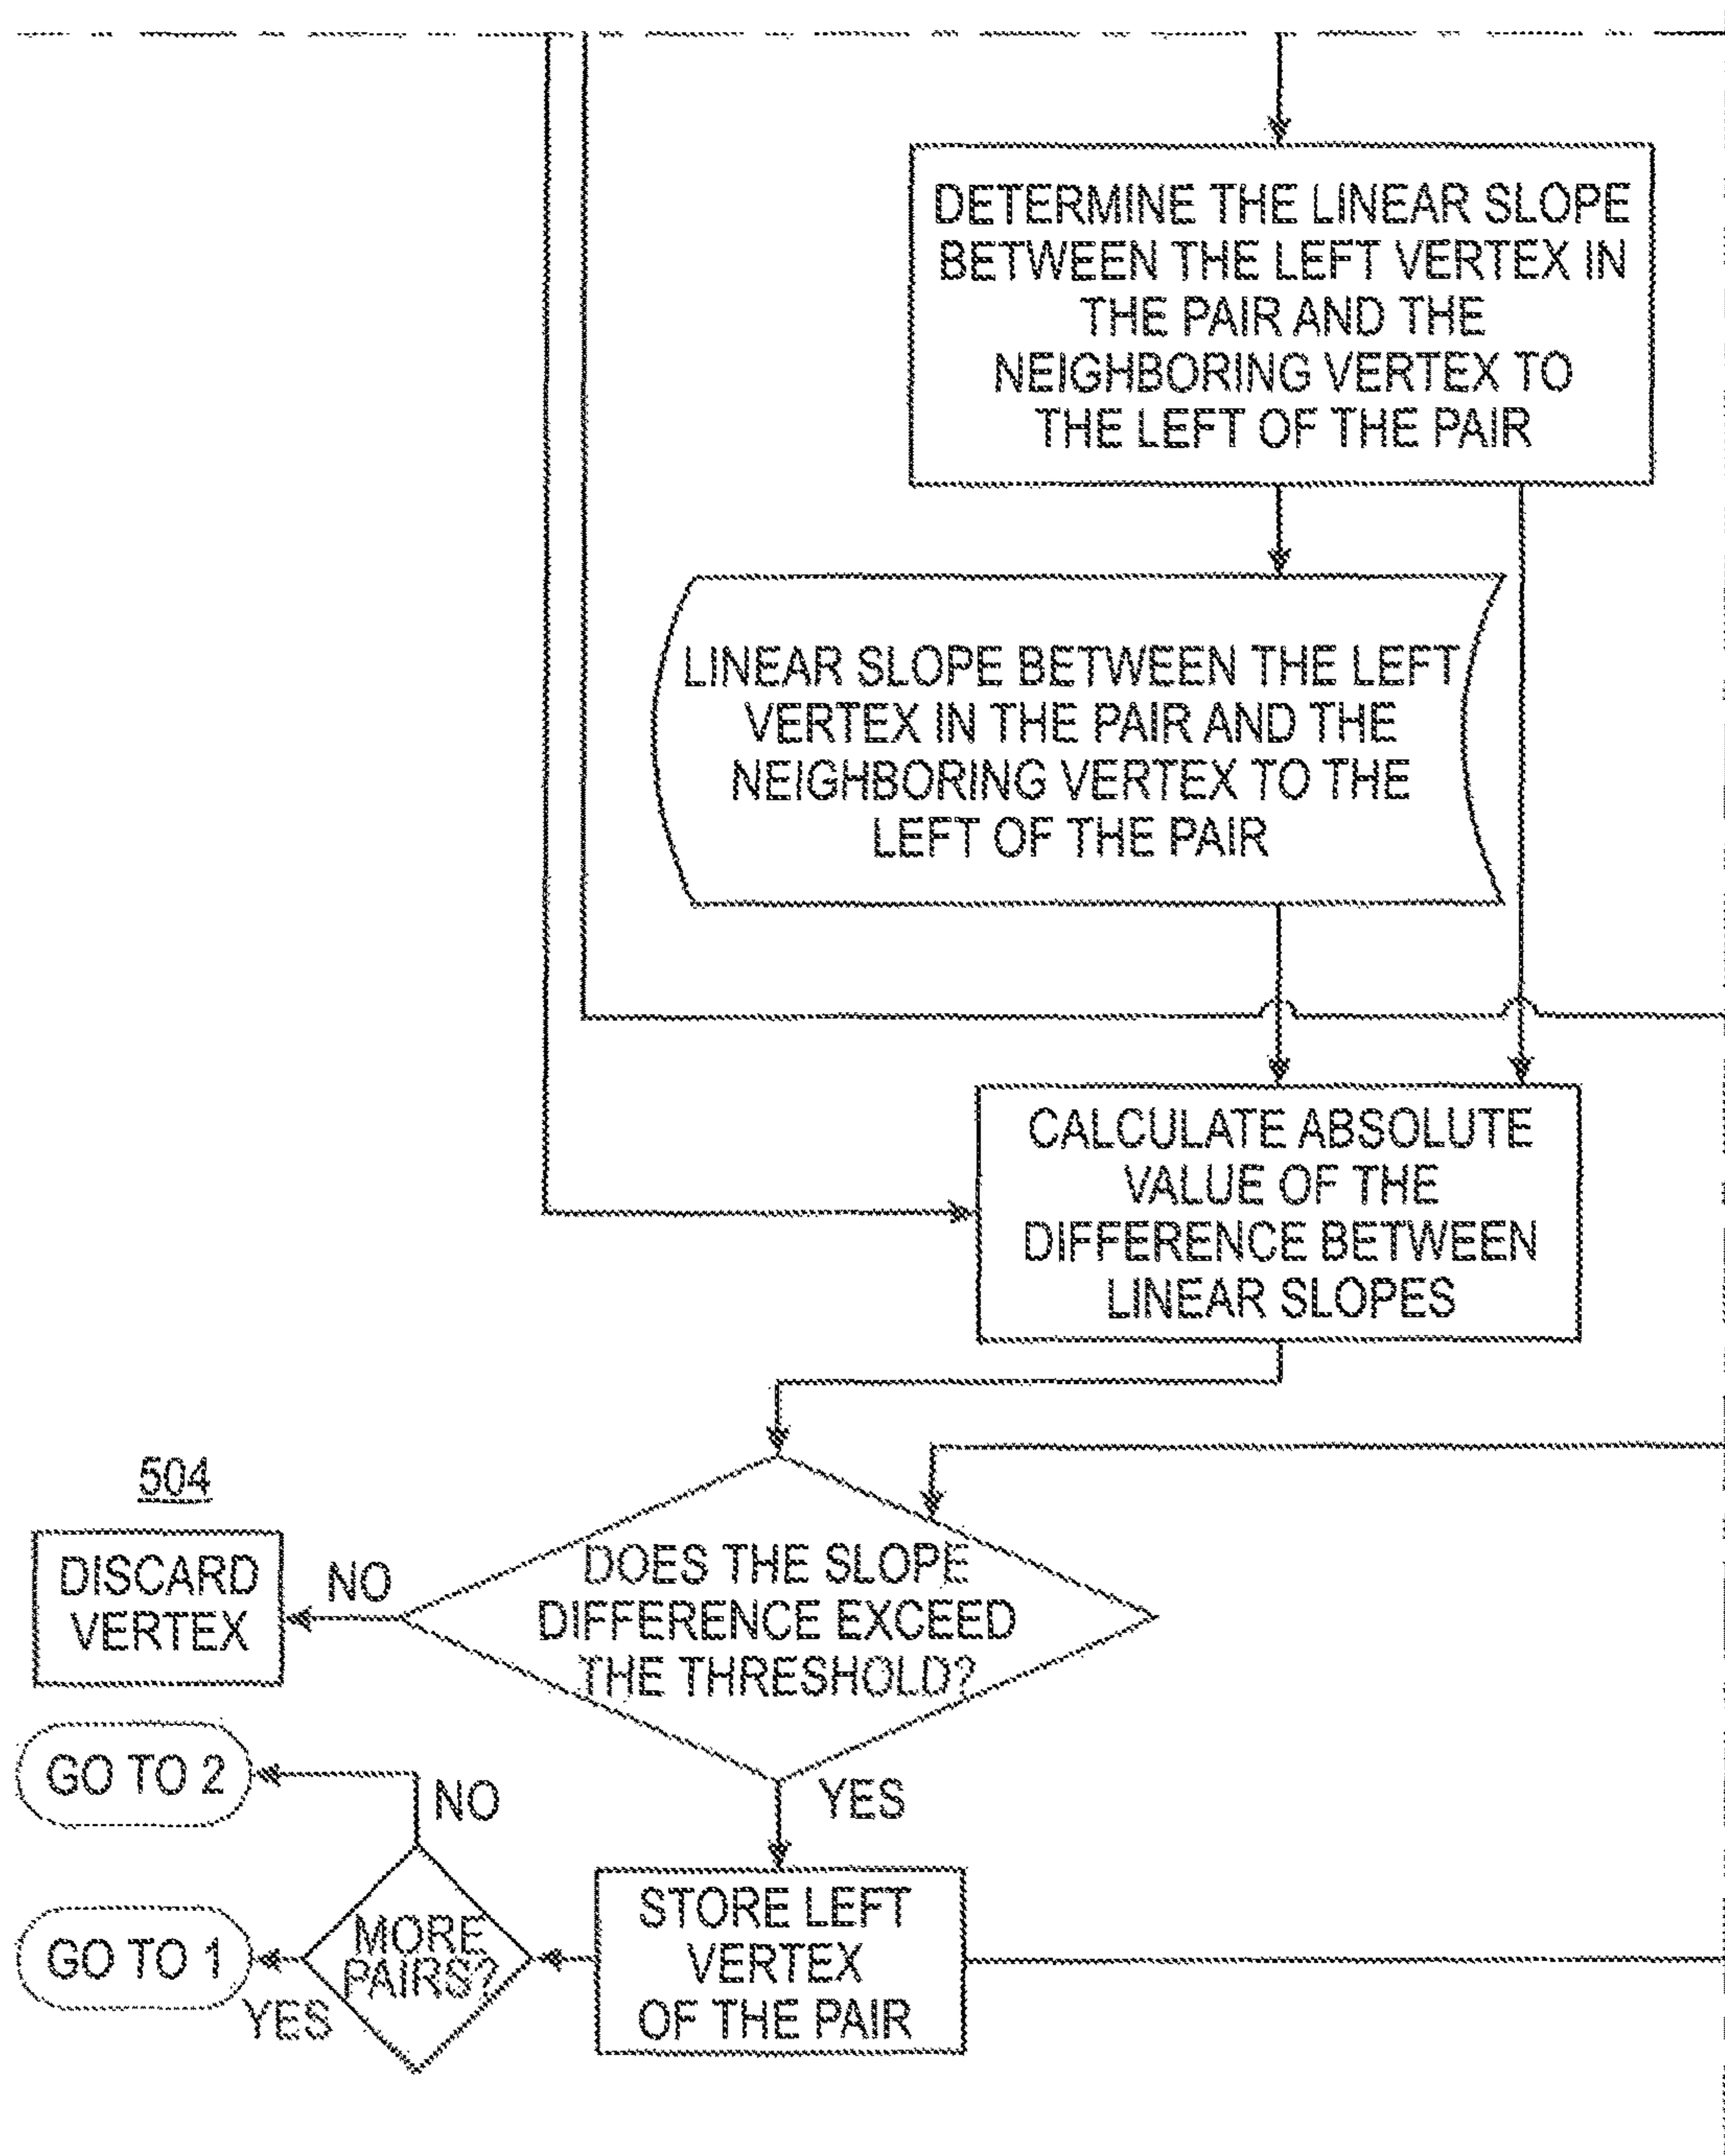 DETERMINE THE LINEAR SLOPE
BETWEEN THE LEFT VERTEX IN
THE PAIR AND THE
NEIGHBORING VERTEX TO
THE LEFT OF THE PAIR
LINEAR SLOPE BETWEEN THE LEFT
VERTEX IN THE PAIR AND THE
NEIGHBORING VERTEX TO THE
LEFT OF THE PAIR
CALCULATE ABSOLUTE
VALUE OF THE
DIFFERENCE BETWEEN
LINEAR SLOPES
504
DISCARD
VERTEX
NO
DOES THE SLOPE
DIFFERENCE EXCEED
THE THRESHOLD?
GO TO 2
NO
YES
GO TO 1
YES
MORE
PAIRS?
STORE LEFT
VERTEX
OF THE PAIR